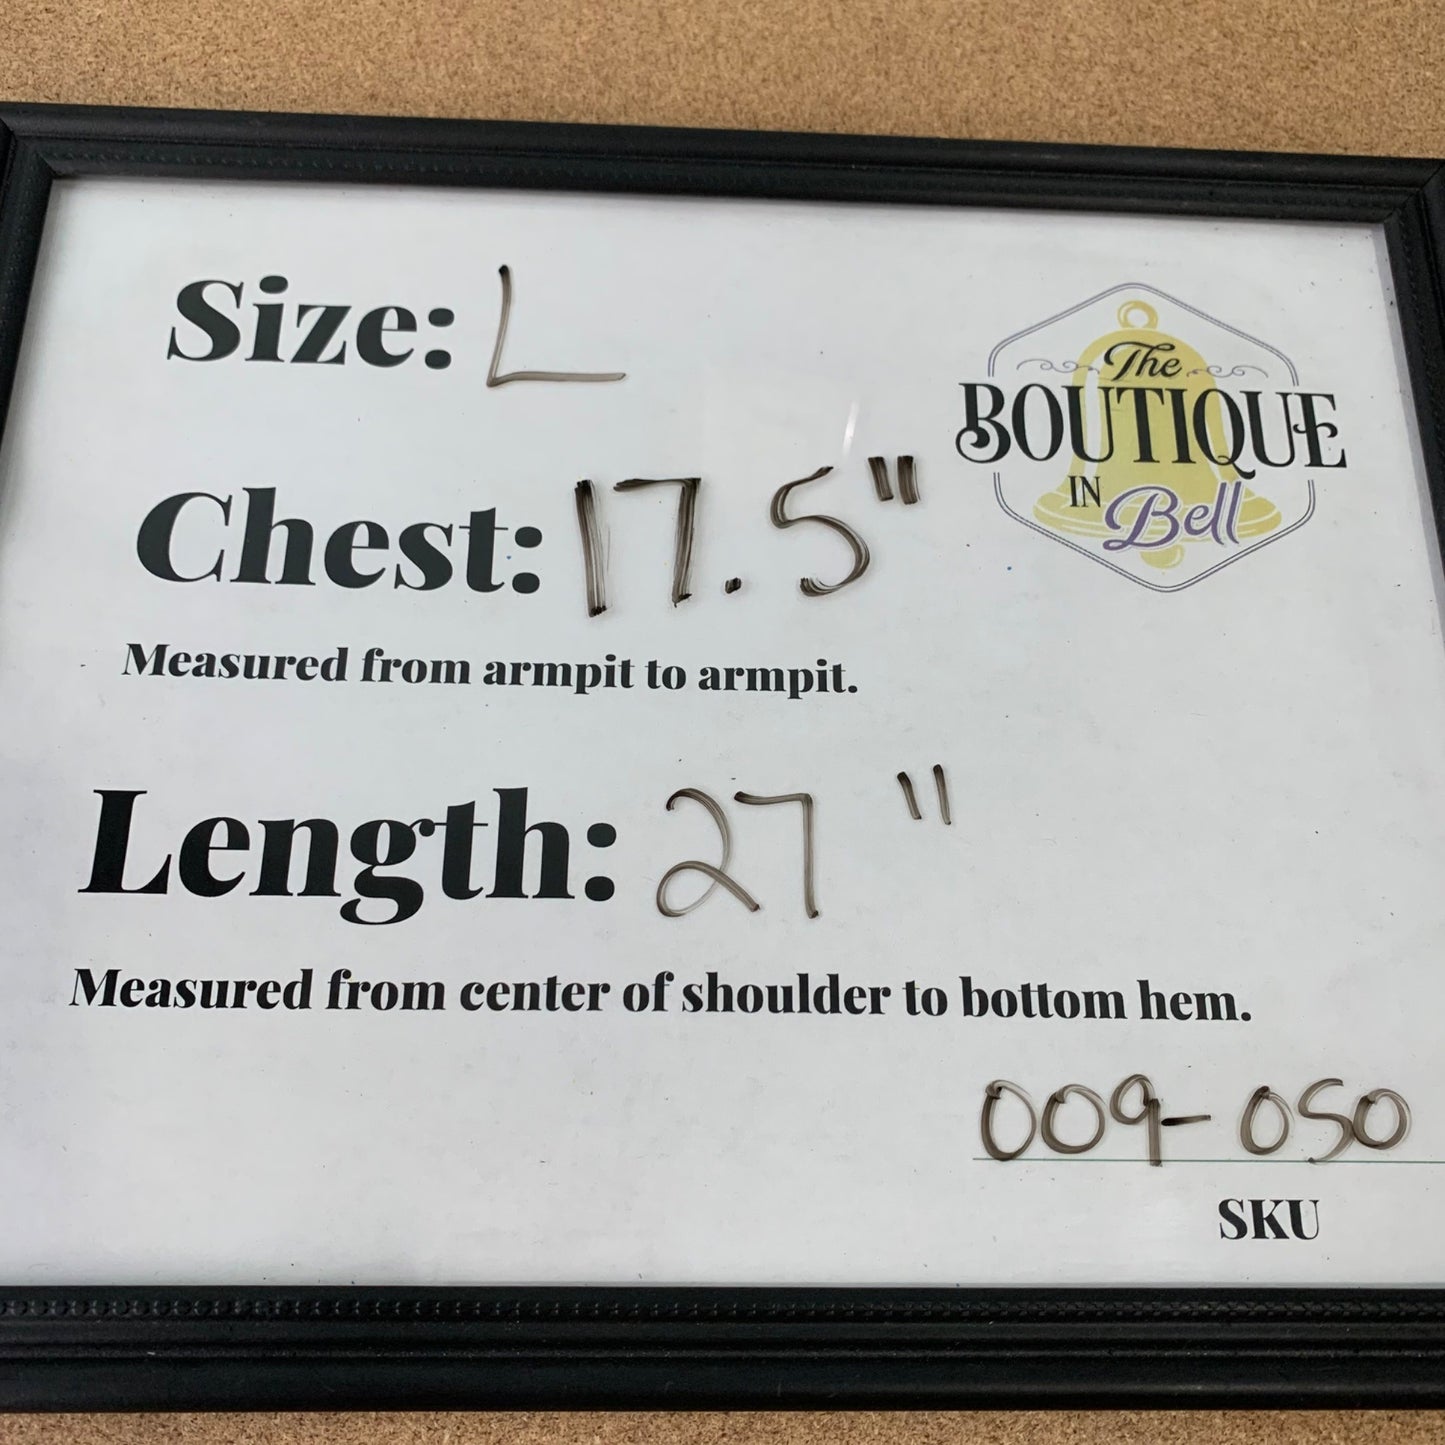 Size: L
The
BOUTIQUE
IN Bell
Chest: 17.5"
Measured from armpit to armpit.
Length: 27"
Measured from center of shoulder to bottom hem.
009-050
SKU